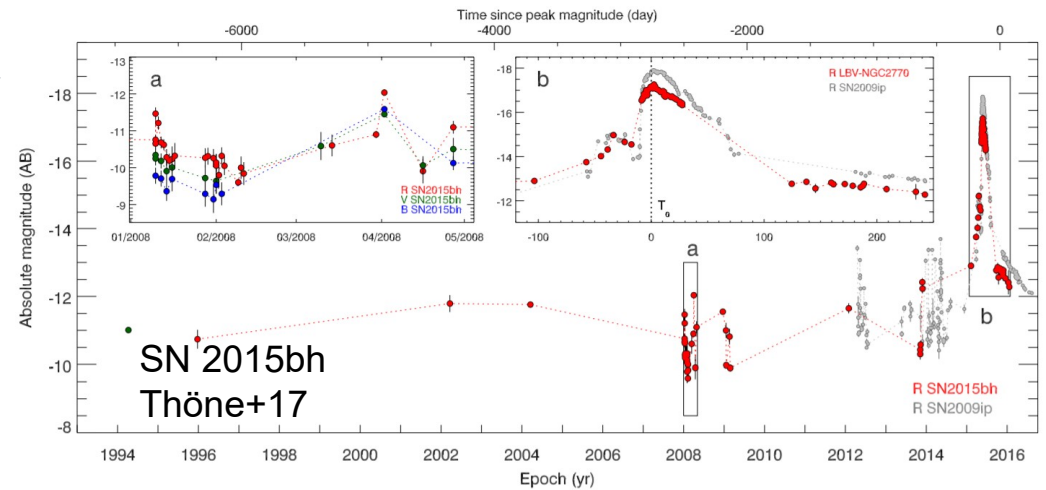 Time since peak magnitude (day)
-6000 -4000 -2000 0
Absolute magnitude (AB)
-18
-16
-14
-12
-10
-8
a
-13
-12
-11
-10
-9
R SN2015bh
V SN2015bh
B SN2015bh
01/2008 02/2008 03/2008 04/2008 05/2008
b
R LBV-NGC2770
R SN2009ip
-18
-16
-14
-12
T₀
-100 0 100 200
a
b
SN 2015bh
Thöne+17
R SN2015bh
R SN2009ip
1994 1996 1998 2000 2002 2004 2006 2008 2010 2012 2014 2016
Epoch (yr)